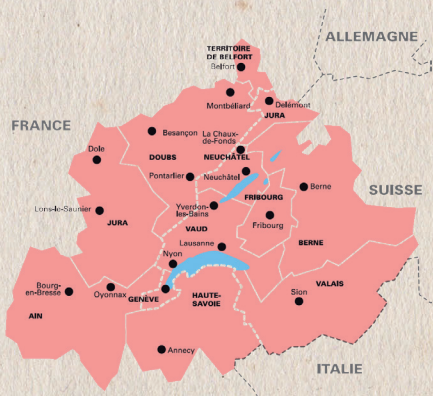 ALLEMAGNE
TERRITOIRE
DE BELFORT
Belfort
Montbéliard
Delémont
JURA
FRANCE
Besançon
La Chaux-
de-Fonds
Dole
DOUBS
NEUCHÂTEL
Pontarlier
Neuchâtel
Berne
SUISSE
FRIBOURG
Lons-le-Saunier
Yverdon-
les-Bains
JURA
VAUD
Fribourg
Lausanne
BERNE
Nyon
VALAIS
Bourg-
en-Bresse
Oyonnax
GENÈVE
HAUTE-
SAVOIE
Sion
AIN
Annecy
ITALIE